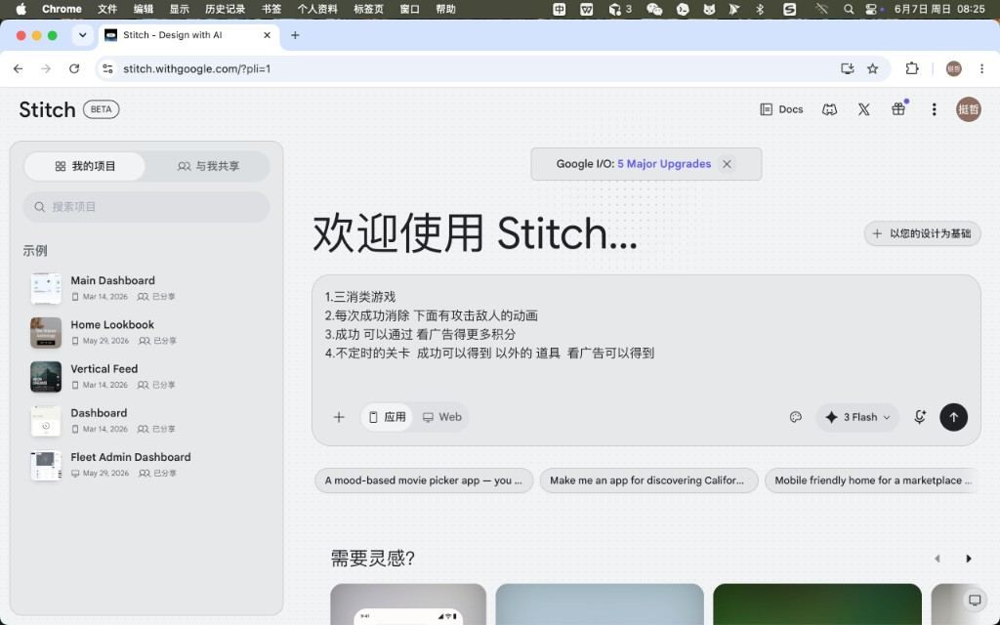 Chrome 文件 编辑 显示 历史记录 书签 个人资料 标签页 窗口 帮助 中 3 6月7日 周日 08:25
Stitch - Design with AI
stitch.withgoogle.com/?pli=1 挺哲
Stitch BETA Docs 挺哲
我的项目 与我共享
Google I/O: 5 Major Upgrades
搜索项目
欢迎使用 Stitch...
以您的设计为基础
示例
Main Dashboard
Mar 14, 2026 已分享
Home Lookbook
May 29, 2026 已分享
Vertical Feed
Mar 14, 2026 已分享
Dashboard
Mar 14, 2026 已分享
Fleet Admin Dashboard
May 29, 2026 已分享
1.三消类游戏
2.每次成功消除 下面有攻击敌人的动画
3.成功 可以通过 看广告得更多积分
4.不定时的关卡 成功可以得到 以外的 道具 看广告可以得到
应用 Web 3 Flash
A mood-based movie picker app — you ... Make me an app for discovering Califor... Mobile friendly home for a marketplace ...
需要灵感?
9:41